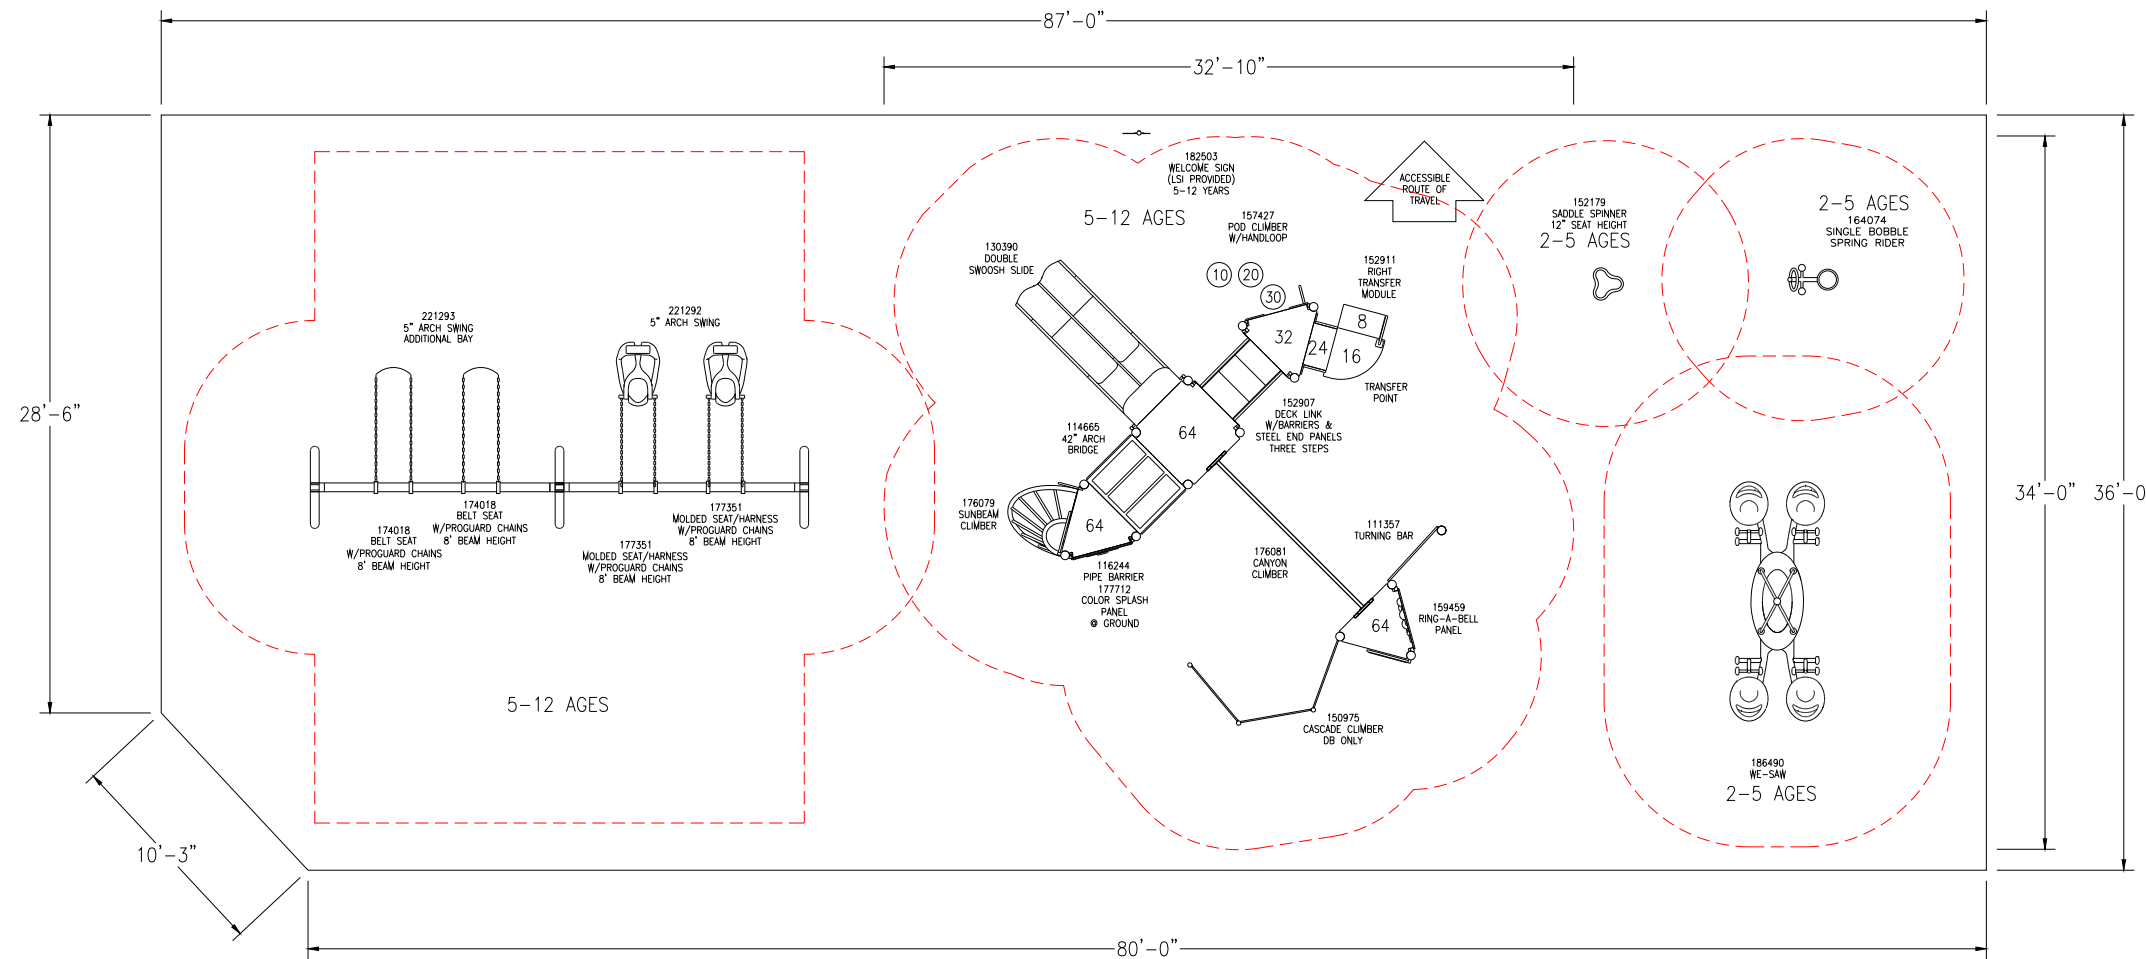 87'-0"
32'-10"
182503
WELCOME SIGN
(LSI PROVIDED)
5-12 YEARS
5-12 AGES
ACCESSIBLE
ROUTE OF
TRAVEL
157427
POD CLIMBER
W/HANDLOOP
130390
DOUBLE
SWOOSH SLIDE
152911
RIGHT
TRANSFER
MODULE
10
20
30
8
32
24
16
TRANSFER
POINT
152179
SADDLE SPINNER
12" SEAT HEIGHT
2-5 AGES
2-5 AGES
164074
SINGLE BOBBLE
SPRING RIDER
221293
5" ARCH SWING
ADDITIONAL BAY
221292
5" ARCH SWING
28'-6"
114665
42" ARCH
BRIDGE
64
152907
DECK LINK
W/BARRIERS &
STEEL END PANELS
THREE STEPS
174018
BELT SEAT
W/PROGUARD CHAINS
8' BEAM HEIGHT
174018
BELT SEAT
W/PROGUARD CHAINS
8' BEAM HEIGHT
177351
MOLDED SEAT/HARNESS
W/PROGUARD CHAINS
8' BEAM HEIGHT
177351
MOLDED SEAT/HARNESS
W/PROGUARD CHAINS
8' BEAM HEIGHT
176079
SUNBEAM
CLIMBER
64
116244
PIPE BARRIER
177712
COLOR SPLASH
PANEL
@ GROUND
176081
CANYON
CLIMBER
111357
TURNING BAR
64
159459
RING-A-BELL
PANEL
150975
CASCADE CLIMBER
DB ONLY
34'-0"
36'-0
5-12 AGES
186490
WE-SAW
2-5 AGES
10'-3"
80'-0"